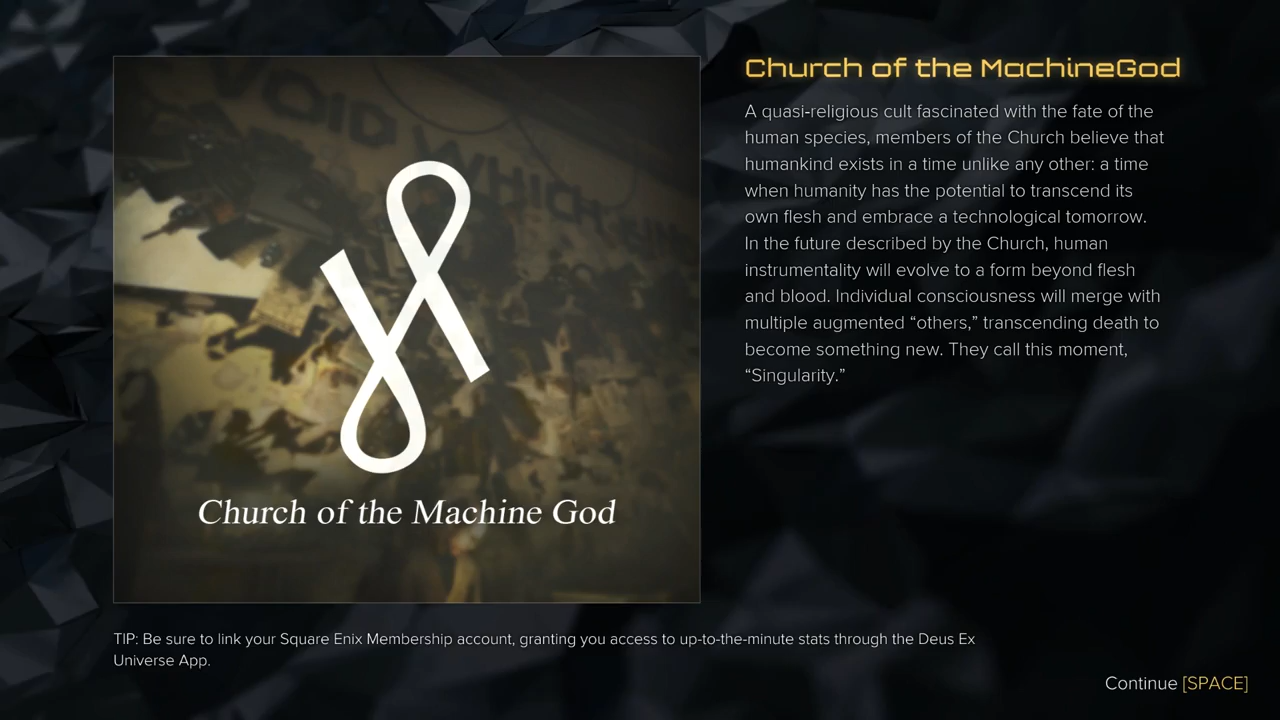 VOID WHICH
Church of the Machine God
Church of the MachineGod
A quasi-religious cult fascinated with the fate of the
human species, members of the Church believe that
humankind exists in a time unlike any other: a time
when humanity has the potential to transcend its
own flesh and embrace a technological tomorrow.
In the future described by the Church, human
instrumentality will evolve to a form beyond flesh
and blood. Individual consciousness will merge with
multiple augmented “others,” transcending death to
become something new. They call this moment,
“Singularity.”
TIP: Be sure to link your Square Enix Membership account, granting you access to up-to-the-minute stats through the Deus Ex
Universe App.
Continue [SPACE]